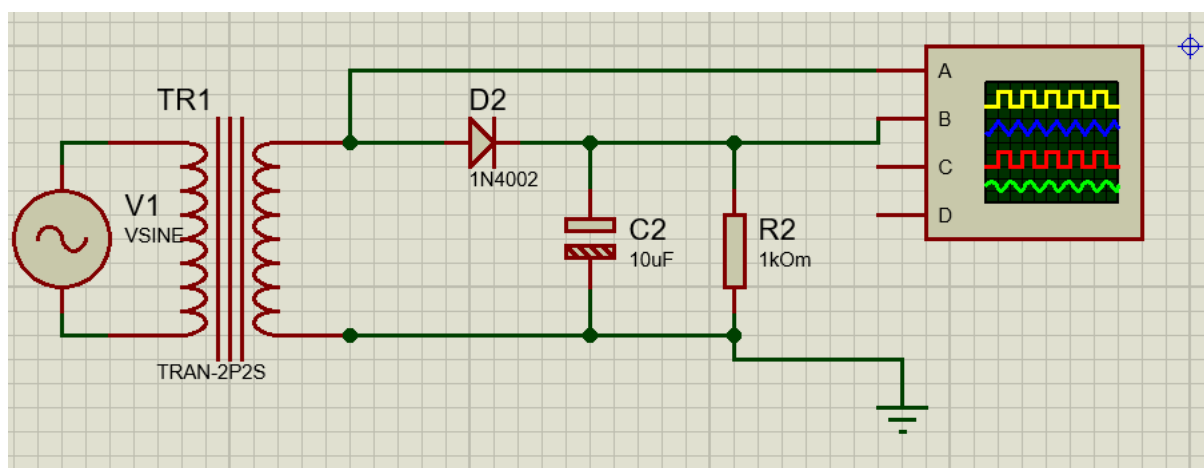 TR1
TRAN-2P2S
V1
VSINE
D2
1N4002
C2
10uF
R2
1kOm
A
B
C
D